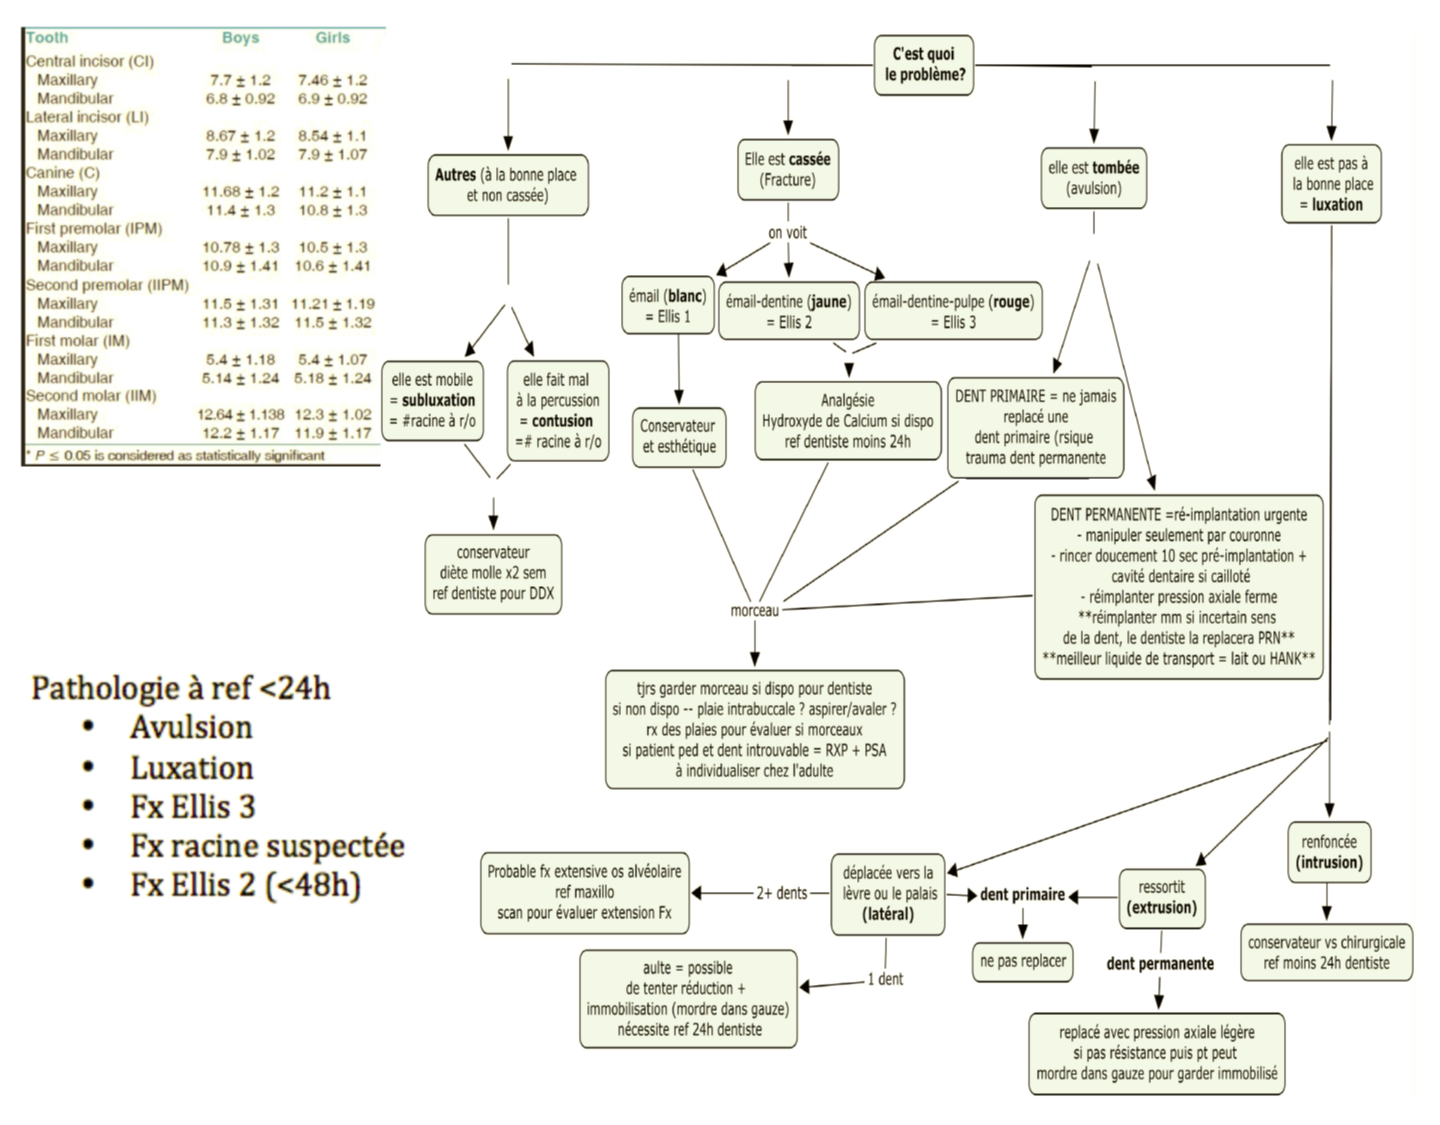 Tooth Boys Girls
Central incisor (CI)
Maxillary 7.7 ± 1.2 7.46 ± 1.2
Mandibular 6.8 ± 0.92 6.9 ± 0.92
Lateral incisor (LI)
Maxillary 8.67 ± 1.2 8.54 ± 1.1
Mandibular 7.9 ± 1.02 7.9 ± 1.07
Canine (C)
Maxillary 11.68 ± 1.2 11.2 ± 1.1
Mandibular 11.4 ± 1.3 10.8 ± 1.3
First premolar (IPM)
Maxillary 10.78 ± 1.3 10.5 ± 1.3
Mandibular 10.9 ± 1.41 10.6 ± 1.41
Second premolar (IIPM)
Maxillary 11.5 ± 1.31 11.21 ± 1.19
Mandibular 11.3 ± 1.32 11.5 ± 1.32
First molar (IM)
Maxillary 5.4 ± 1.18 5.4 ± 1.07
Mandibular 5.14 ± 1.24 5.18 ± 1.24
Second molar (IIM)
Maxillary 12.64 ± 1.138 12.3 ± 1.02
Mandibular 12.2 ± 1.17 11.9 ± 1.17
* P ≤ 0.05 is considered as statistically significant
C'est quoi
le problème?
Autres (à la bonne place
et non cassée)
Elle est cassée
(Fracture)
elle est tombée
(avulsion)
elle est pas à
la bonne place
= luxation
on voit
émail (blanc)
= Ellis 1
émail-dentine (jaune)
= Ellis 2
émail-dentine-pulpe (rouge)
= Ellis 3
elle est mobile
= subluxation
= #racine à r/o
elle fait mal
à la percussion
= contusion
=# racine à r/o
Conservateur
et esthétique
Analgésie
Hydroxyde de Calcium si dispo
ref dentiste moins 24h
DENT PRIMAIRE = ne jamais
replacé une
dent primaire (rsique
trauma dent permanente
DENT PERMANENTE =ré-implantation urgente
- manipuler seulement par couronne
- rincer doucement 10 sec pré-implantation +
cavité dentaire si cailloté
- réimplanter pression axiale ferme
**réimplanter mm si incertain sens
de la dent, le dentiste la replacera PRN**
**meilleur liquide de transport = lait ou HANK**
conservateur
diète molle x2 sem
ref dentiste pour DDX
morceau
tjrs garder morceau si dispo pour dentiste
si non dispo -- plaie intrabuccale ? aspirer/avaler ?
rx des plaies pour évaluer si morceaux
si patient ped et dent introuvable = RXP + PSA
à individualiser chez l'adulte
Pathologie à ref <24h
• Avulsion
• Luxation
• Fx Ellis 3
• Fx racine suspectée
• Fx Ellis 2 (<48h)
Probable fx extensive os alvéolaire
ref maxillo
scan pour évaluer extension Fx
2+ dents
déplacée vers la
lèvre ou le palais
(latéral)
dent primaire
ressortit
(extrusion)
renfoncée
(intrusion)
ne pas replacer
dent permanente
conservateur vs chirurgicale
ref moins 24h dentiste
1 dent
aulte = possible
de tenter réduction +
immobilisation (mordre dans gauze)
nécessite ref 24h dentiste
replacé avec pression axiale légère
si pas résistance puis pt peut
mordre dans gauze pour garder immobilisé